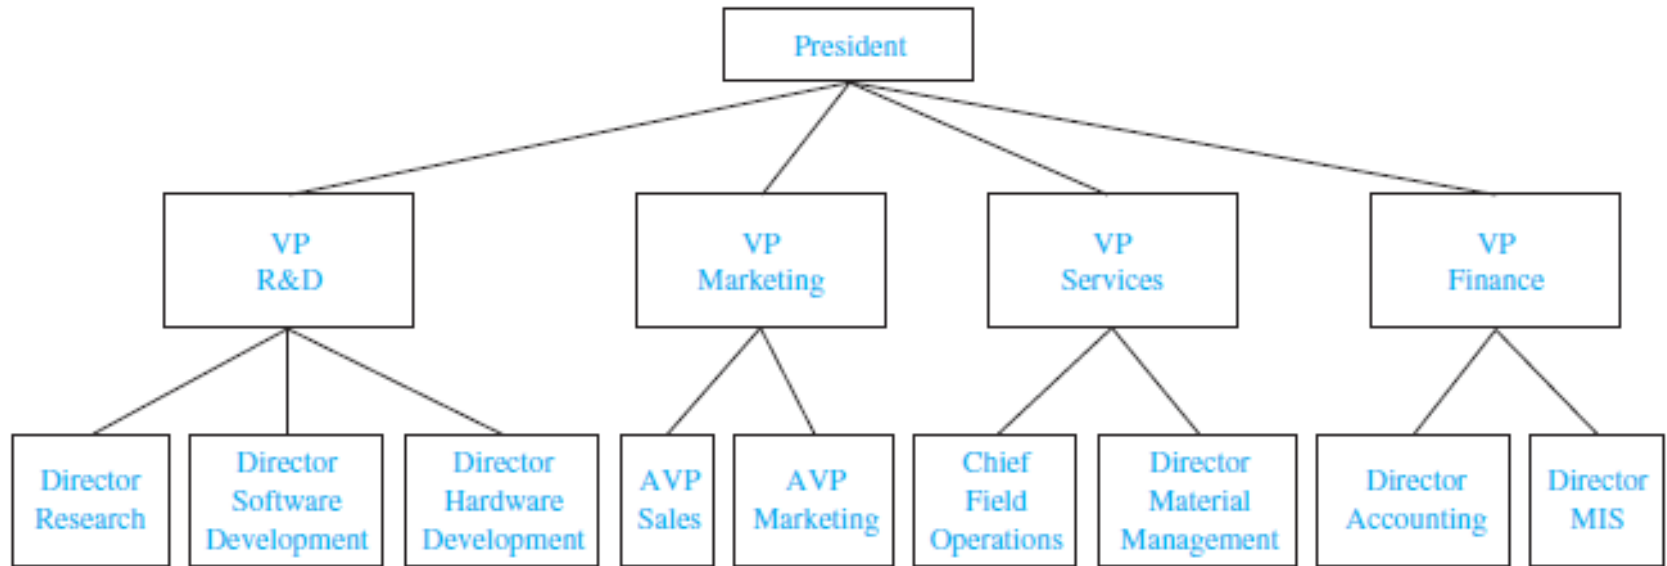 President
VP
R&D
VP
Marketing
VP
Services
VP
Finance
Director
Research
Director
Software
Development
Director
Hardware
Development
AVP
Sales
AVP
Marketing
Chief
Field
Operations
Director
Material
Management
Director
Accounting
Director
MIS